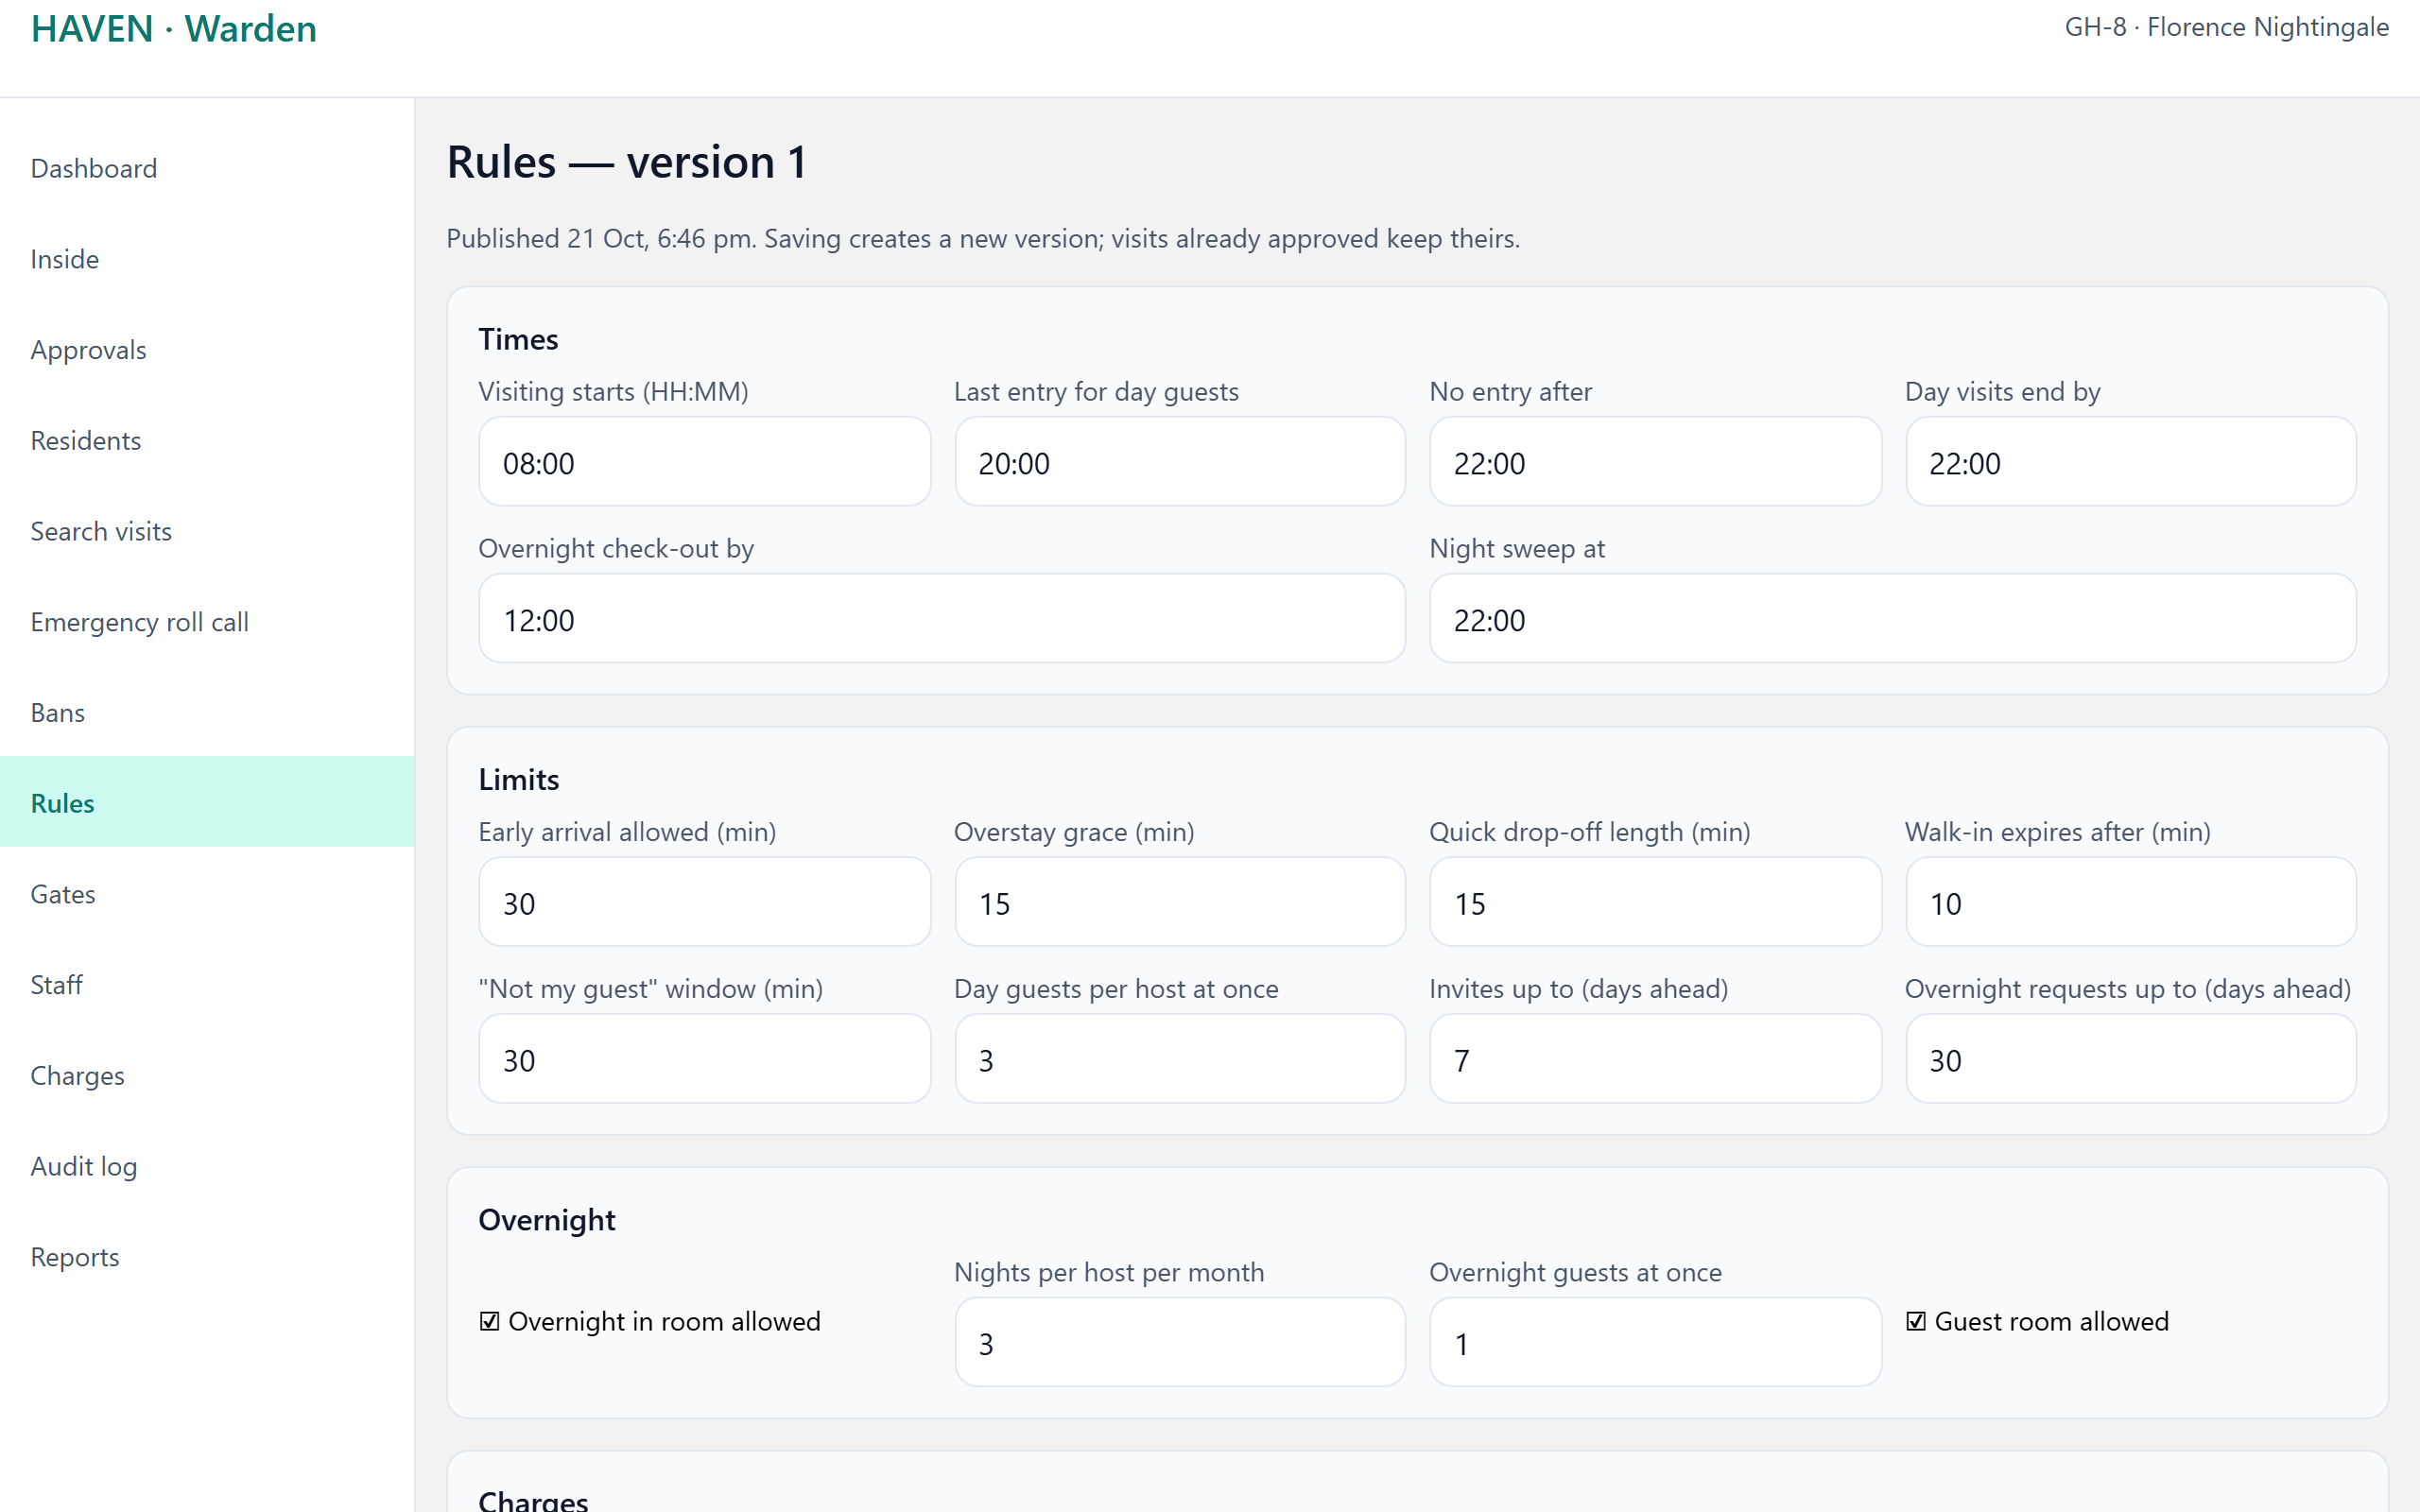 HAVEN · Warden
GH-8 · Florence Nightingale
Dashboard
Inside
Approvals
Residents
Search visits
Emergency roll call
Bans
Rules
Gates
Staff
Charges
Audit log
Reports
Rules — version 1
Published 21 Oct, 6:46 pm. Saving creates a new version; visits already approved keep theirs.
Times
Visiting starts (HH:MM)
08:00
Last entry for day guests
20:00
No entry after
22:00
Day visits end by
22:00
Overnight check-out by
12:00
Night sweep at
22:00
Limits
Early arrival allowed (min)
30
Overstay grace (min)
15
Quick drop-off length (min)
15
Walk-in expires after (min)
10
"Not my guest" window (min)
30
Day guests per host at once
3
Invites up to (days ahead)
7
Overnight requests up to (days ahead)
30
Overnight
Overnight in room allowed
Nights per host per month
3
Overnight guests at once
1
Guest room allowed
Charges